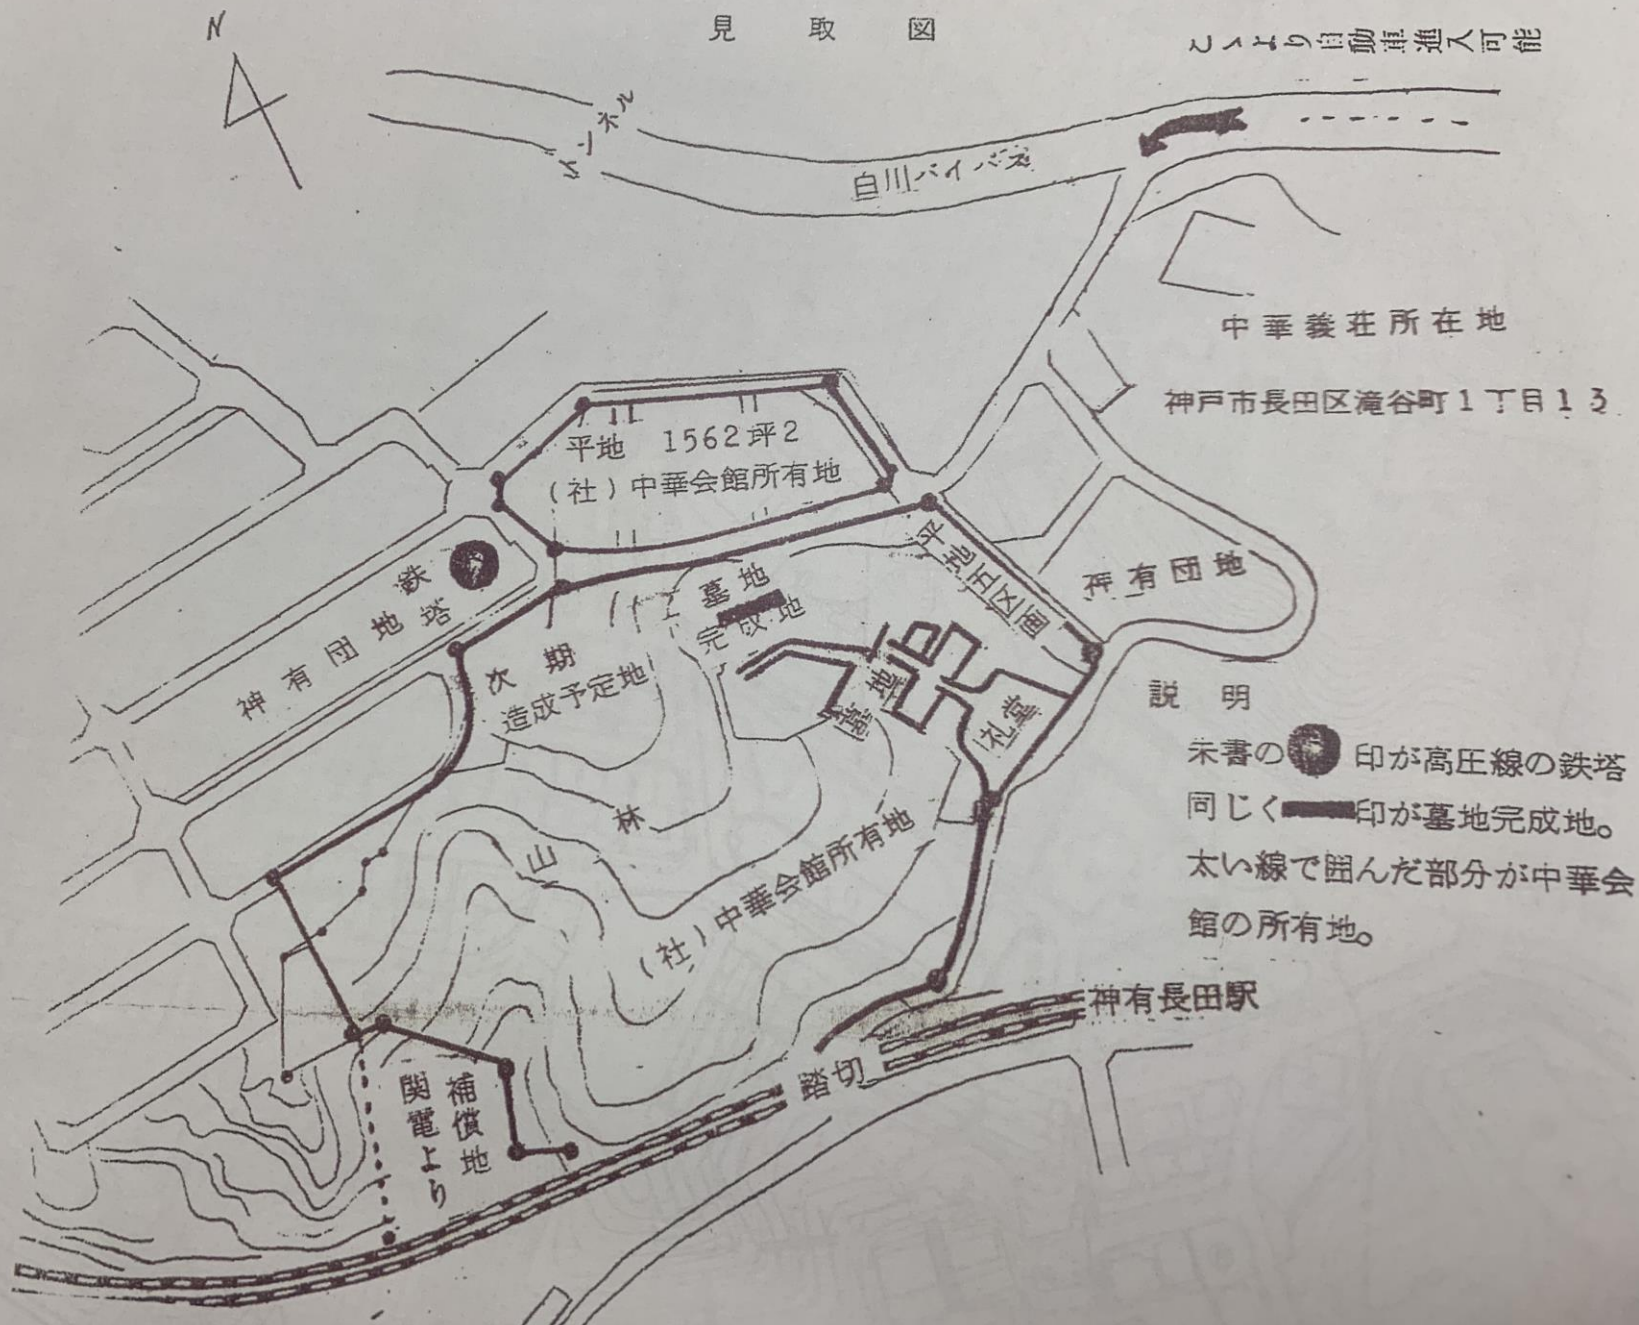 N
見取図
こゝより自動車進入可能
トンネル
白川バイパス
中華義荘所在地
神戸市長田区滝谷町1丁目13
平地 1562坪2
(社)中華会館所有地
鉄塔
神有団地
墓地
完成地
平地五区画
神有団地
次期
造成予定地
墓地
礼堂
説明
朱書の 印が高圧線の鉄塔
同じく 印が墓地完成地。
太い線で囲んだ部分が中華会
館の所有地。
山林
(社)中華会館所有地
神有長田駅
踏切
補償地
関電より